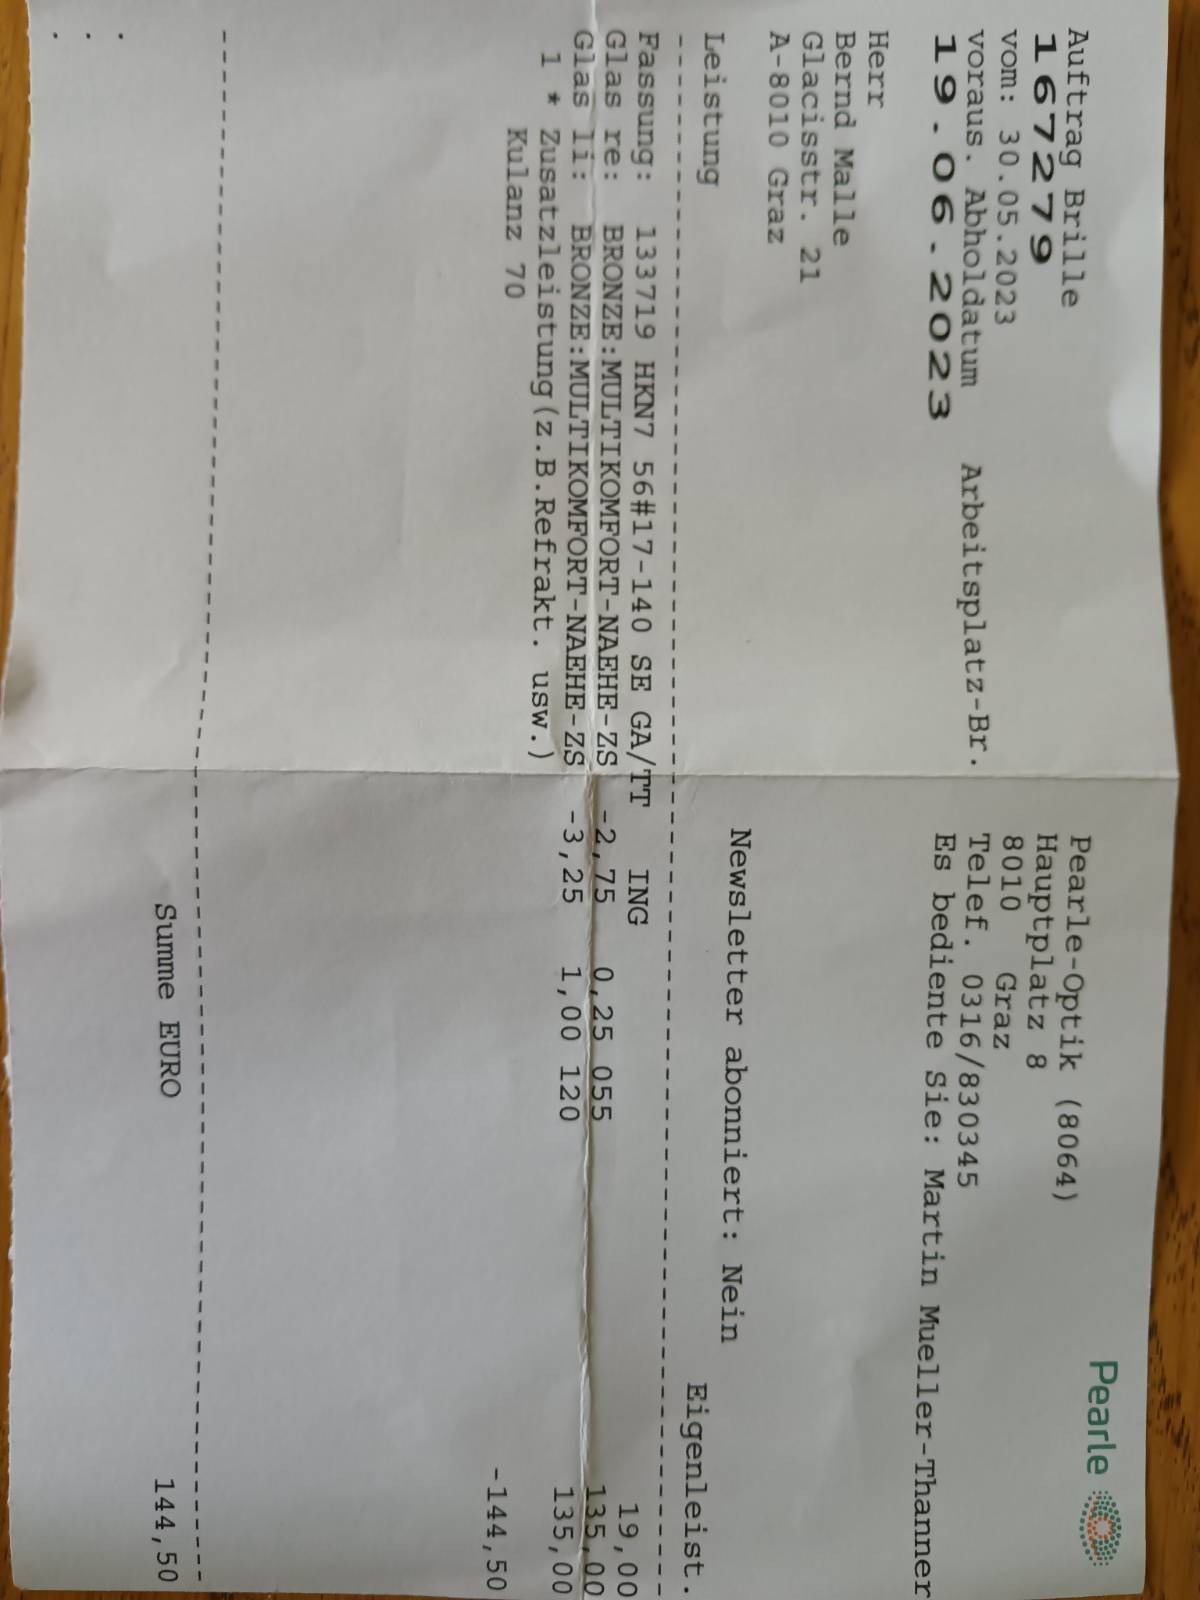 Pearle
Auftrag Brille
167279
vom: 30.05.2023
voraus. Abholdatum Arbeitsplatz-Br.
19.06.2023
Pearle-Optik (8064)
Hauptplatz 8
8010 Graz
Telef. 0316/830345
Es bediente Sie: Martin Mueller-Thanner
Herr
Bernd Malle
Glacisstr. 21
A-8010 Graz
Newsletter abonniert: Nein
Leistung Eigenleist.
Fassung: 133719 HKN7 56#17-140 SE GA/TT ING 19,00
Glas re: BRONZE:MULTIKOMFORT-NAEHE-ZS -2,75 0,25 055 135,00
Glas li: BRONZE:MULTIKOMFORT-NAEHE-ZS -3,25 1,00 120 135,00
1 * Zusatzleistung(z.B.Refrakt. usw.)
Kulanz 70 -144,50
Summe EURO 144,50